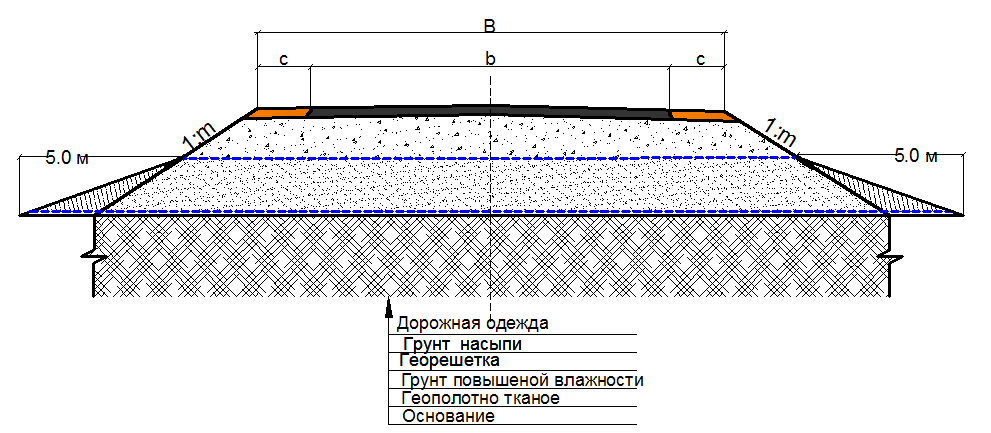 B
c b c
1:m 1:m
5.0 м 5.0 м
Дорожная одежда
Грунт насыпи
Георешетка
Грунт повышеной влажности
Геополотно тканое
Основание